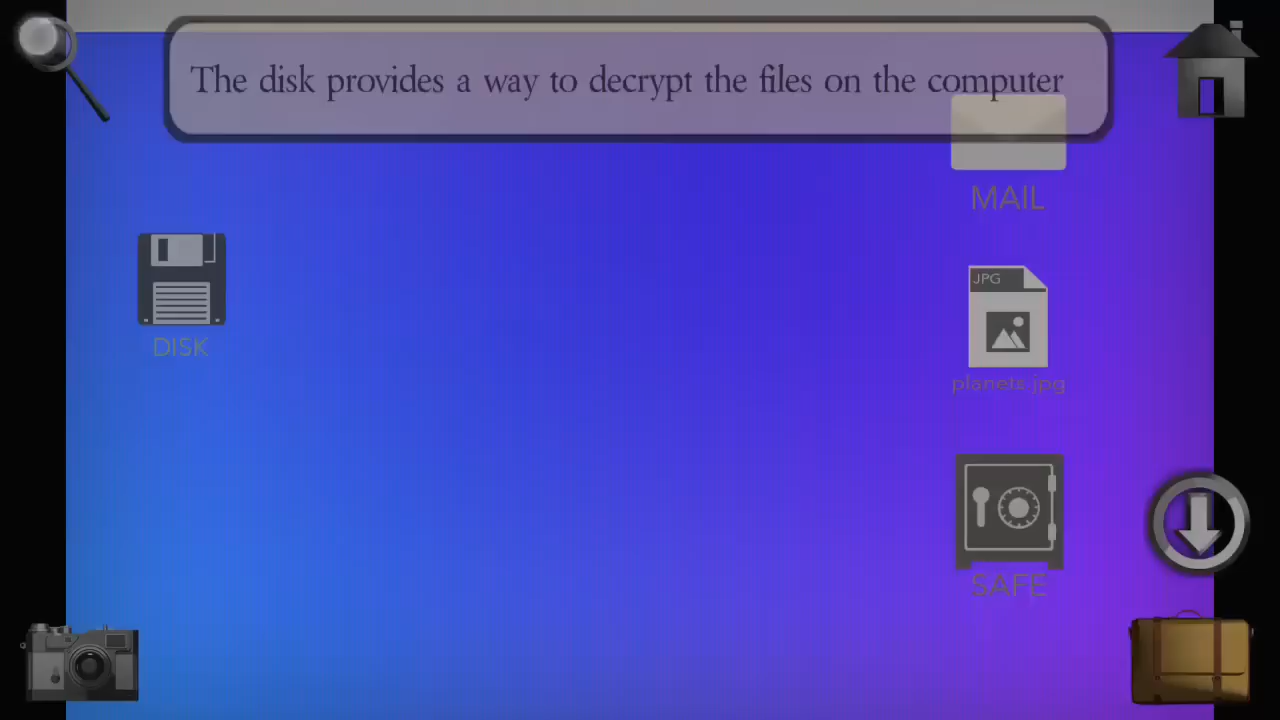 The disk provides a way to decrypt the files on the computer
MAIL
DISK
JPG
planets.jpg
SAFE